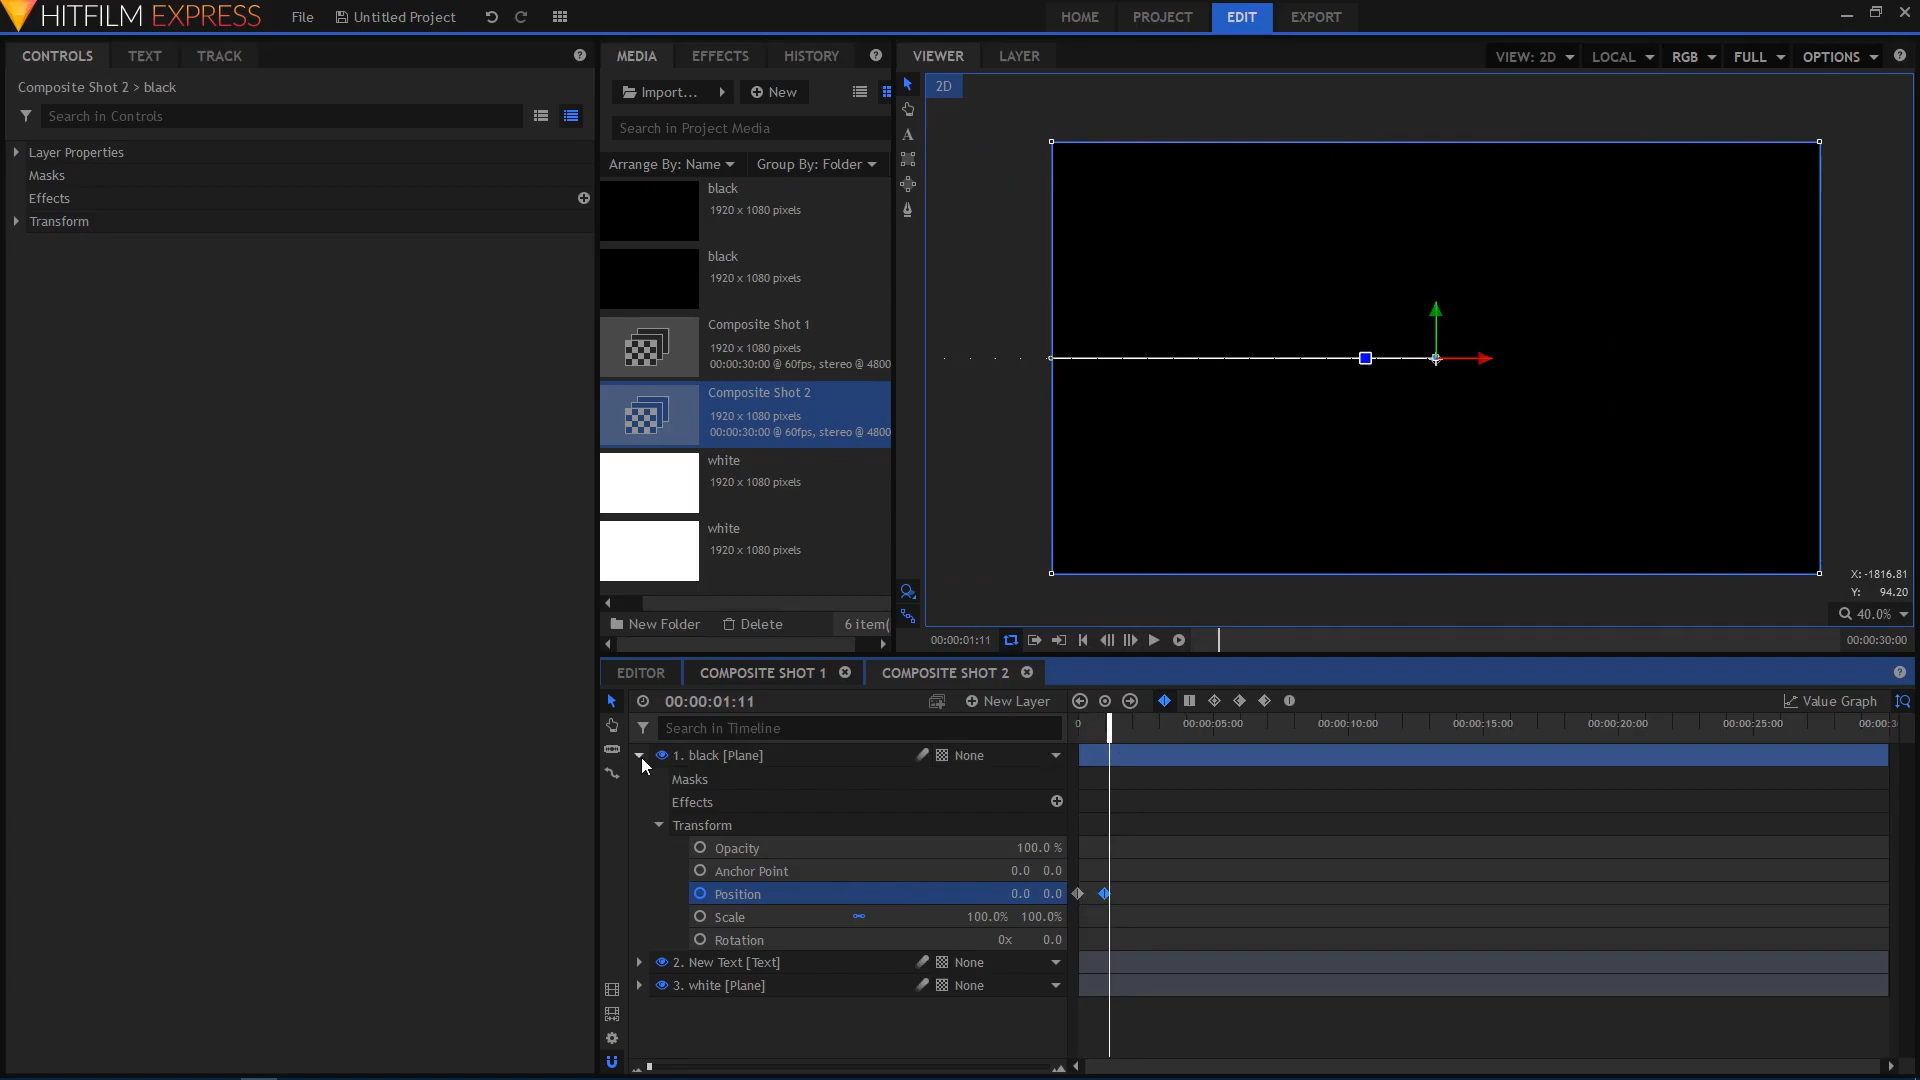 HITFILM EXPRESS File Untitled Project HOME PROJECT EDIT EXPORT
CONTROLS TEXT TRACK
Composite Shot 2 > black
Search in Controls
Layer Properties
Masks
Effects
Transform
MEDIA EFFECTS HISTORY
Import... New
Search in Project Media
Arrange By: Name Group By: Folder
black
1920 x 1080 pixels
black
1920 x 1080 pixels
Composite Shot 1
1920 x 1080 pixels
00:00:30:00 @ 60fps, stereo @ 4800
Composite Shot 2
1920 x 1080 pixels
00:00:30:00 @ 60fps, stereo @ 4800
white
1920 x 1080 pixels
white
1920 x 1080 pixels
New Folder Delete 6 item(
VIEWER LAYER VIEW: 2D LOCAL RGB FULL OPTIONS
2D
A
X: -1816.81
Y: 94.20
40.0%
00:00:01:11 00:00:30:00
EDITOR COMPOSITE SHOT 1 COMPOSITE SHOT 2
00:00:01:11 New Layer Value Graph
Search in Timeline
0 00:00:05:00 00:00:10:00 00:00:15:00 00:00:20:00 00:00:25:00 00:00:3
1. black [Plane] None
Masks
Effects
Transform
Opacity 100.0 %
Anchor Point 0.0 0.0
Position 0.0 0.0
Scale 100.0% 100.0%
Rotation 0x 0.0
2. New Text [Text] None
3. white [Plane] None